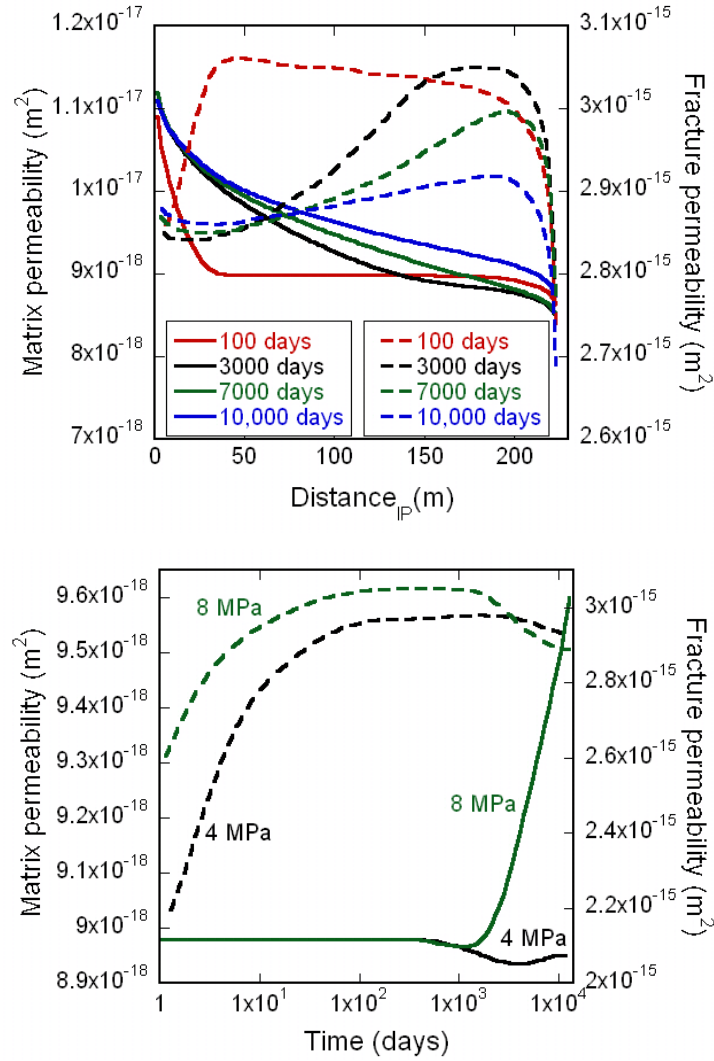 Matrix permeability (m²)
1.2x10⁻¹⁷
1.1x10⁻¹⁷
1x10⁻¹⁷
9x10⁻¹⁸
8x10⁻¹⁸
7x10⁻¹⁸
3.1x10⁻¹⁵
3x10⁻¹⁵
2.9x10⁻¹⁵
2.8x10⁻¹⁵
2.7x10⁻¹⁵
2.6x10⁻¹⁵
Fracture permeability (m²)
100 days
3000 days
7000 days
10,000 days
100 days
3000 days
7000 days
10,000 days
0 50 100 150 200
Distance_IP(m)
Matrix permeability (m²)
9.6x10⁻¹⁸
9.5x10⁻¹⁸
9.4x10⁻¹⁸
9.3x10⁻¹⁸
9.2x10⁻¹⁸
9.1x10⁻¹⁸
9x10⁻¹⁸
8.9x10⁻¹⁸
8 MPa
4 MPa
8 MPa
4 MPa
3x10⁻¹⁵
2.8x10⁻¹⁵
2.6x10⁻¹⁵
2.4x10⁻¹⁵
2.2x10⁻¹⁵
2x10⁻¹⁵
Fracture permeability (m²)
1 1x10¹ 1x10² 1x10³ 1x10⁴
Time (days)